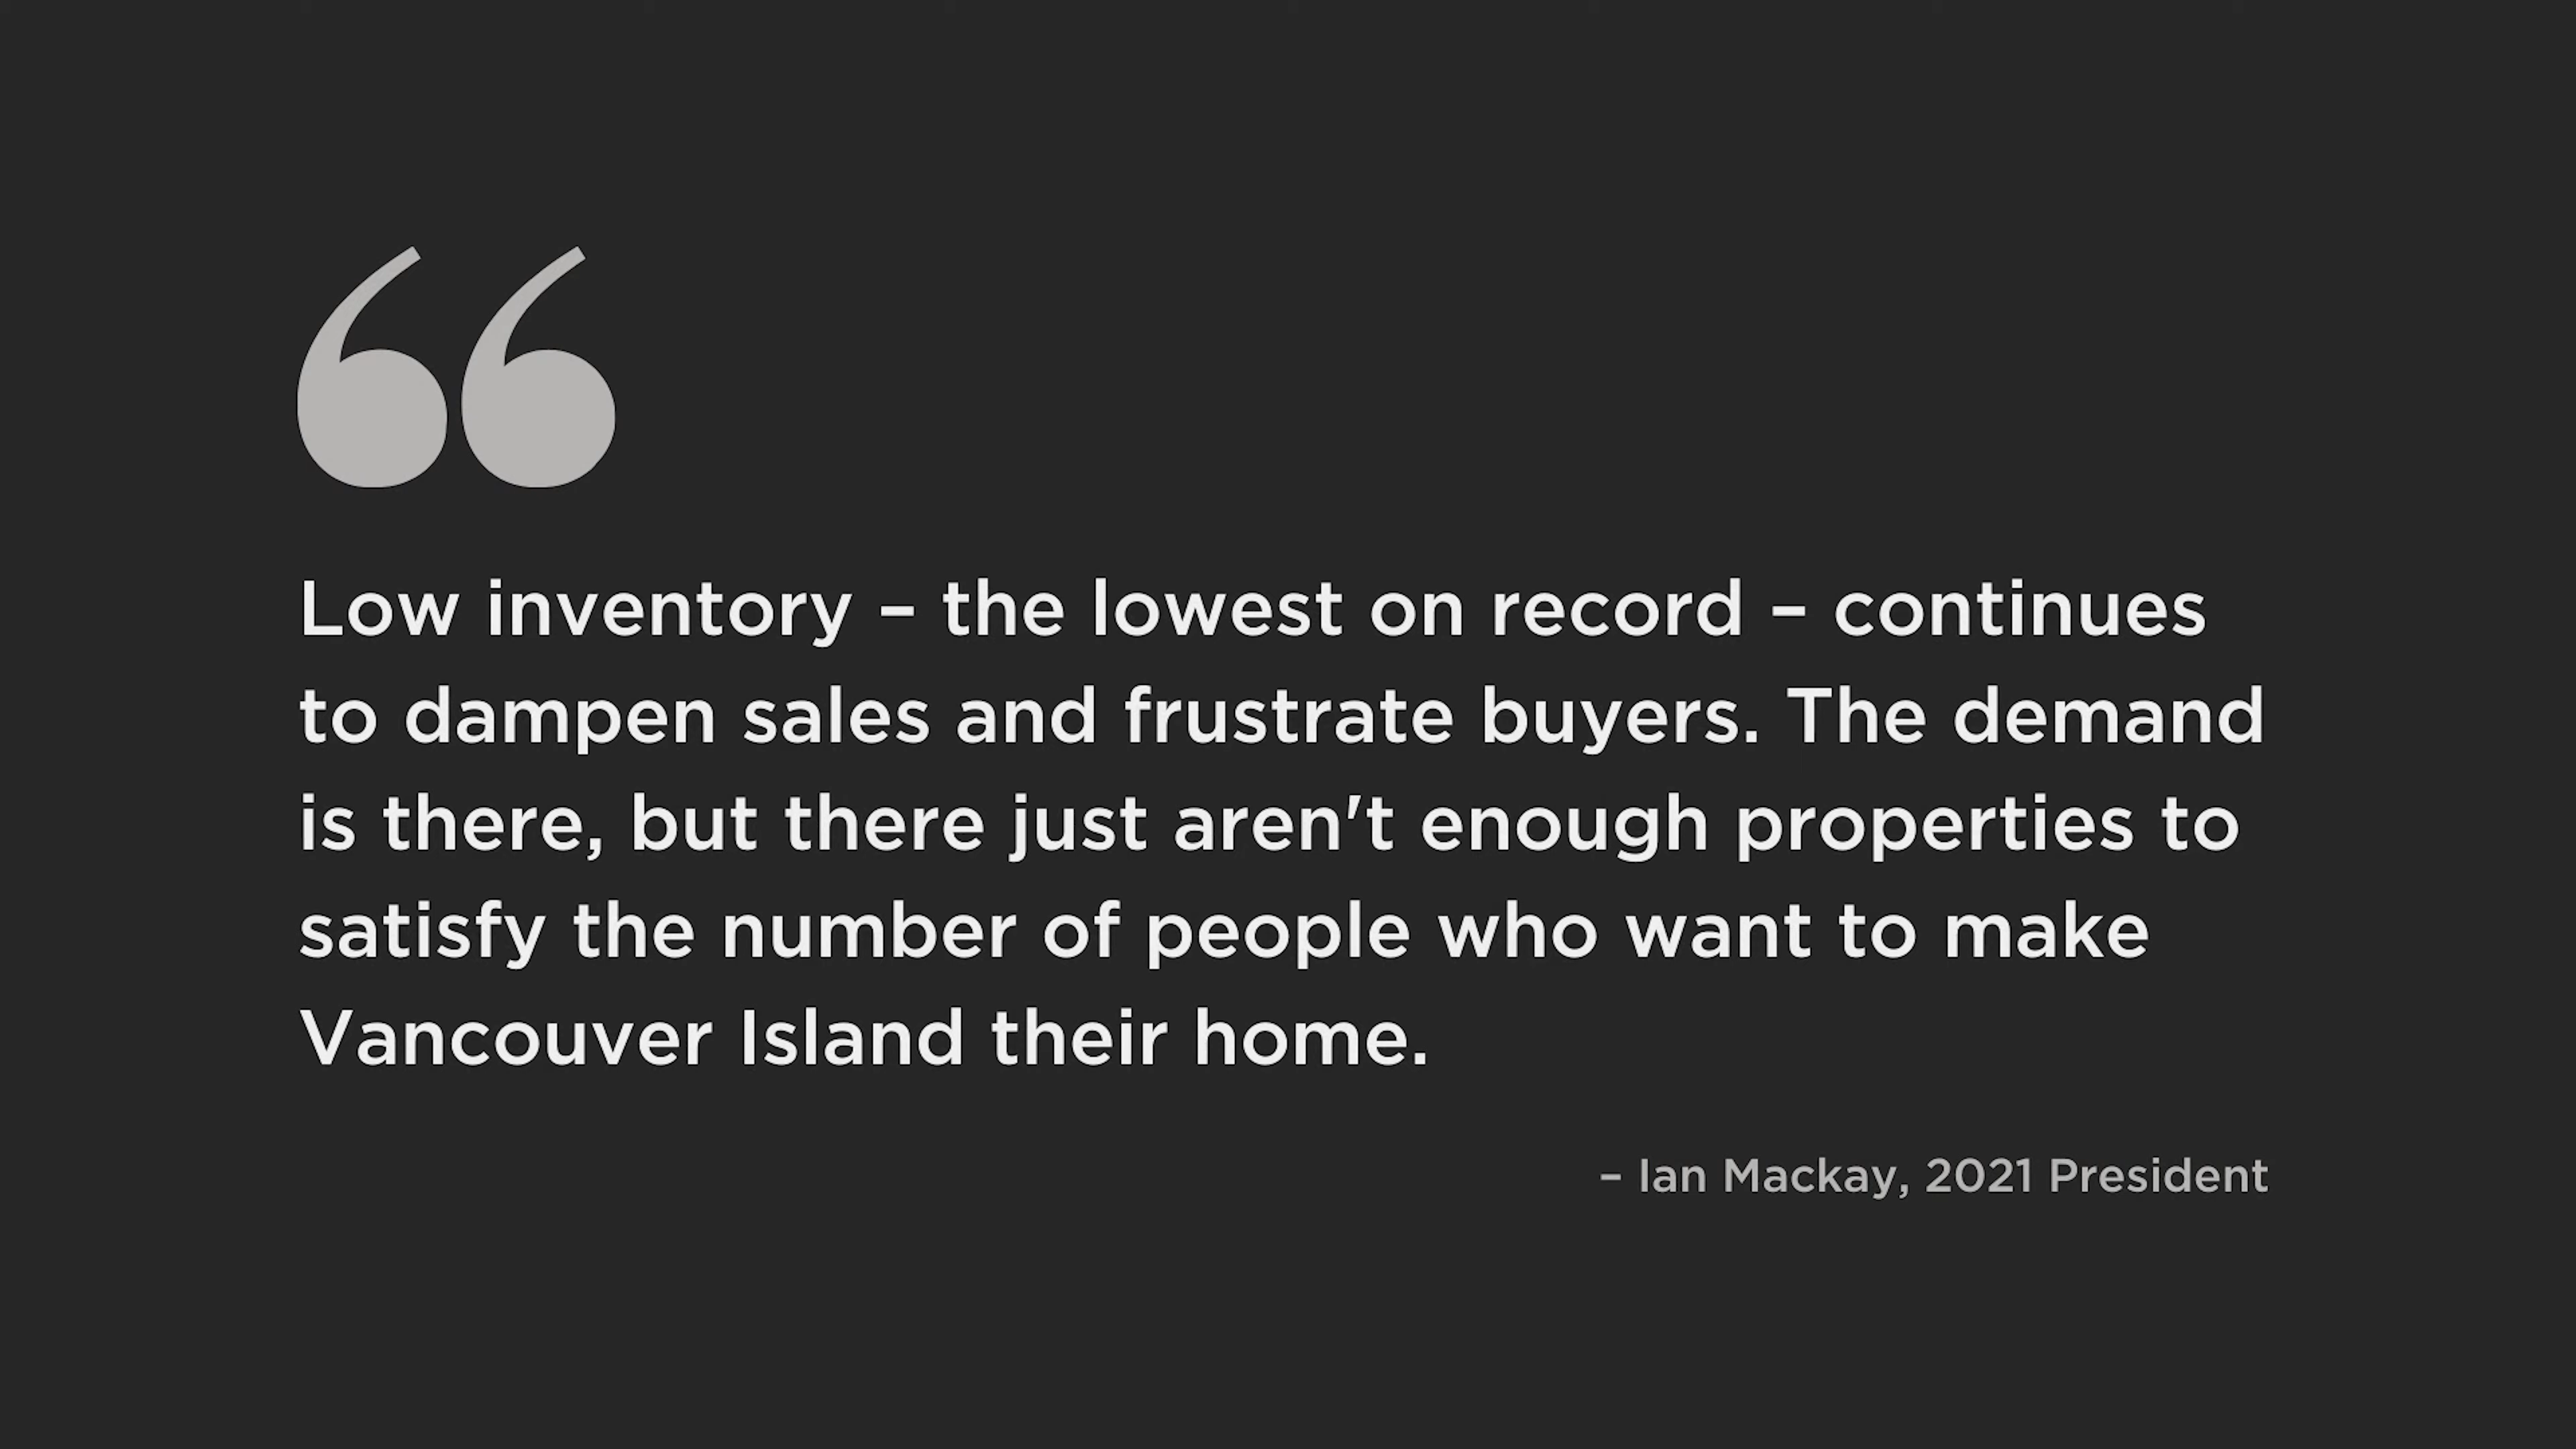 Low inventory – the lowest on record – continues
to dampen sales and frustrate buyers. The demand
is there, but there just aren't enough properties to
satisfy the number of people who want to make
Vancouver Island their home.
– Ian Mackay, 2021 President